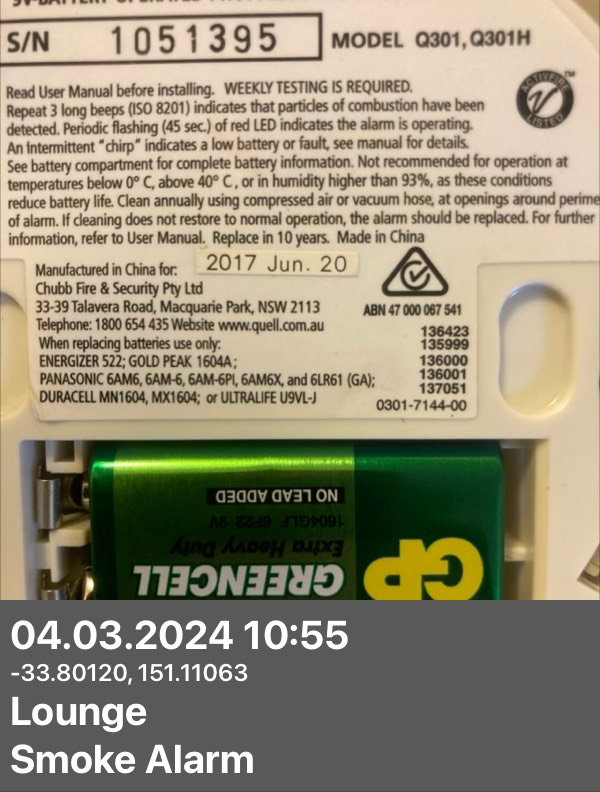 9V-BATTERY OPERATED
S/N 1051395 MODEL Q301, Q301H
Read User Manual before installing. WEEKLY TESTING IS REQUIRED.
Repeat 3 long beeps (ISO 8201) indicates that particles of combustion have been
detected. Periodic flashing (45 sec.) of red LED indicates the alarm is operating.
An Intermittent "chirp" indicates a low battery or fault, see manual for details.
See battery compartment for complete battery information. Not recommended for operation at
temperatures below 0° C, above 40° C, or in humidity higher than 93%, as these conditions
reduce battery life. Clean annually using compressed air or vacuum hose, at openings around perime
of alarm. If cleaning does not restore to normal operation, the alarm should be replaced. For further
information, refer to User Manual. Replace in 10 years. Made in China
ACTIVFIRE
LISTED
TM
Manufactured in China for: 2017 Jun. 20
Chubb Fire & Security Pty Ltd
33-39 Talavera Road, Macquarie Park, NSW 2113
Telephone: 1800 654 435 Website www.quell.com.au
When replacing batteries use only:
ENERGIZER 522; GOLD PEAK 1604A;
PANASONIC 6AM6, 6AM-6, 6AM-6PI, 6AM6X, and 6LR61 (GA);
DURACELL MN1604, MX1604; or ULTRALIFE U9VL-J
ABN 47 000 067 541
136423
135999
136000
136001
137051
0301-7144-00
NO LEAD ADDED
1604GLF 6F22 9V
Extra Heavy Duty
GREENCELL
GP
04.03.2024 10:55
-33.80120, 151.11063
Lounge
Smoke Alarm